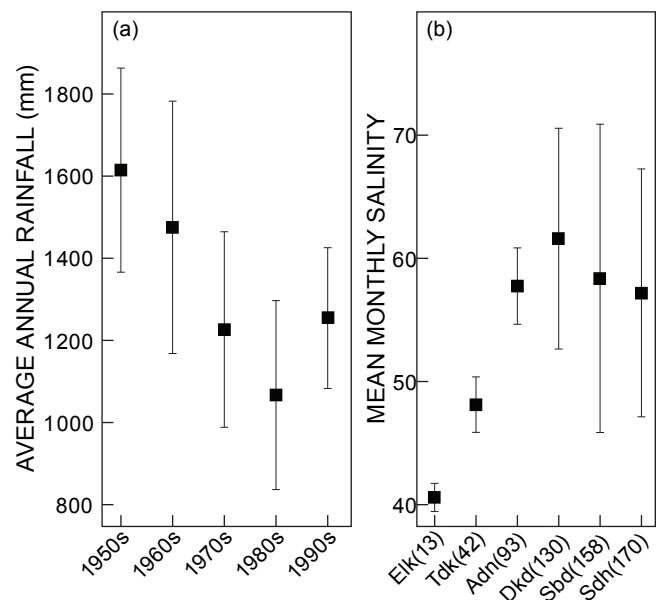 (a)
AVERAGE ANNUAL RAINFALL (mm)
1800
1600
1400
1200
1000
800
1950s
1960s
1970s
1980s
1990s
(b)
MEAN MONTHLY SALINITY
70
60
50
40
Elk(13)
Tdk(42)
Adn(93)
Dkd(130)
Sbd(158)
Sdh(170)